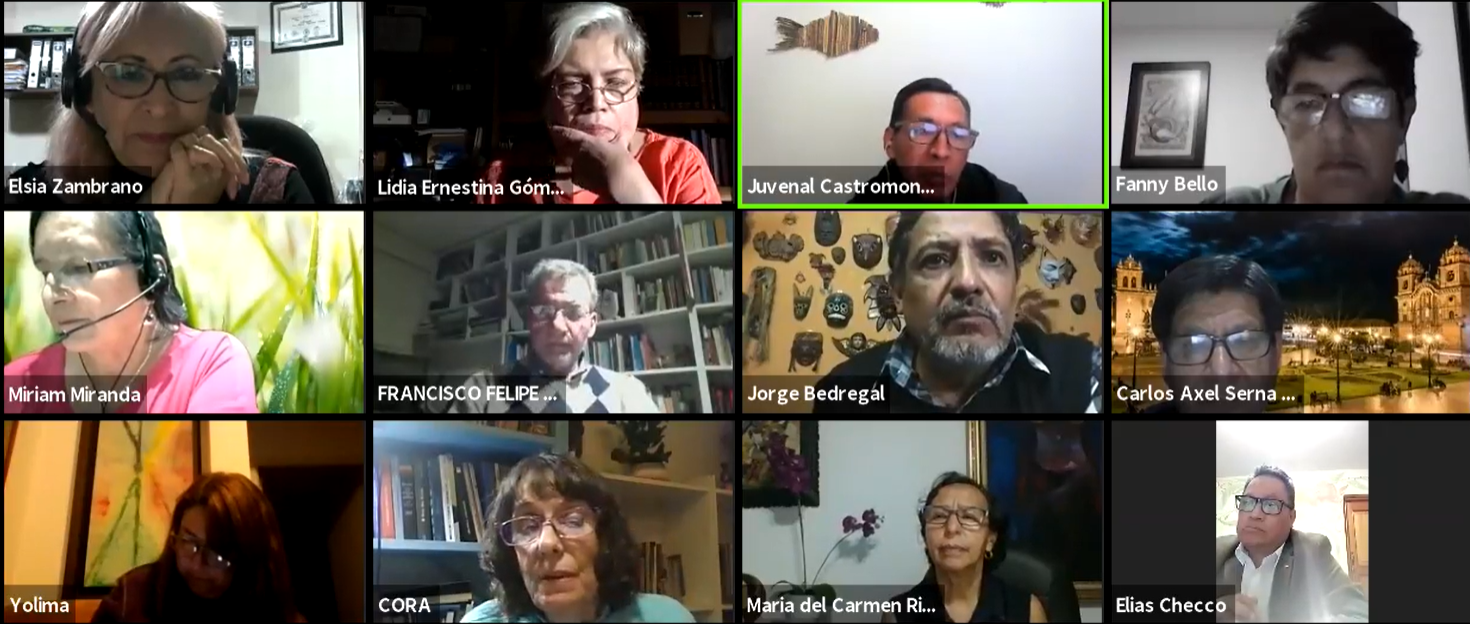 Elsia Zambrano
Lidia Ernestina Góm...
Juvenal Castromon...
Fanny Bello
Miriam Miranda
FRANCISCO FELIPE ...
Jorge Bedregal
Carlos Axel Serna ...
Yolima
CORA
Maria del Carmen Ri...
Elias Checco